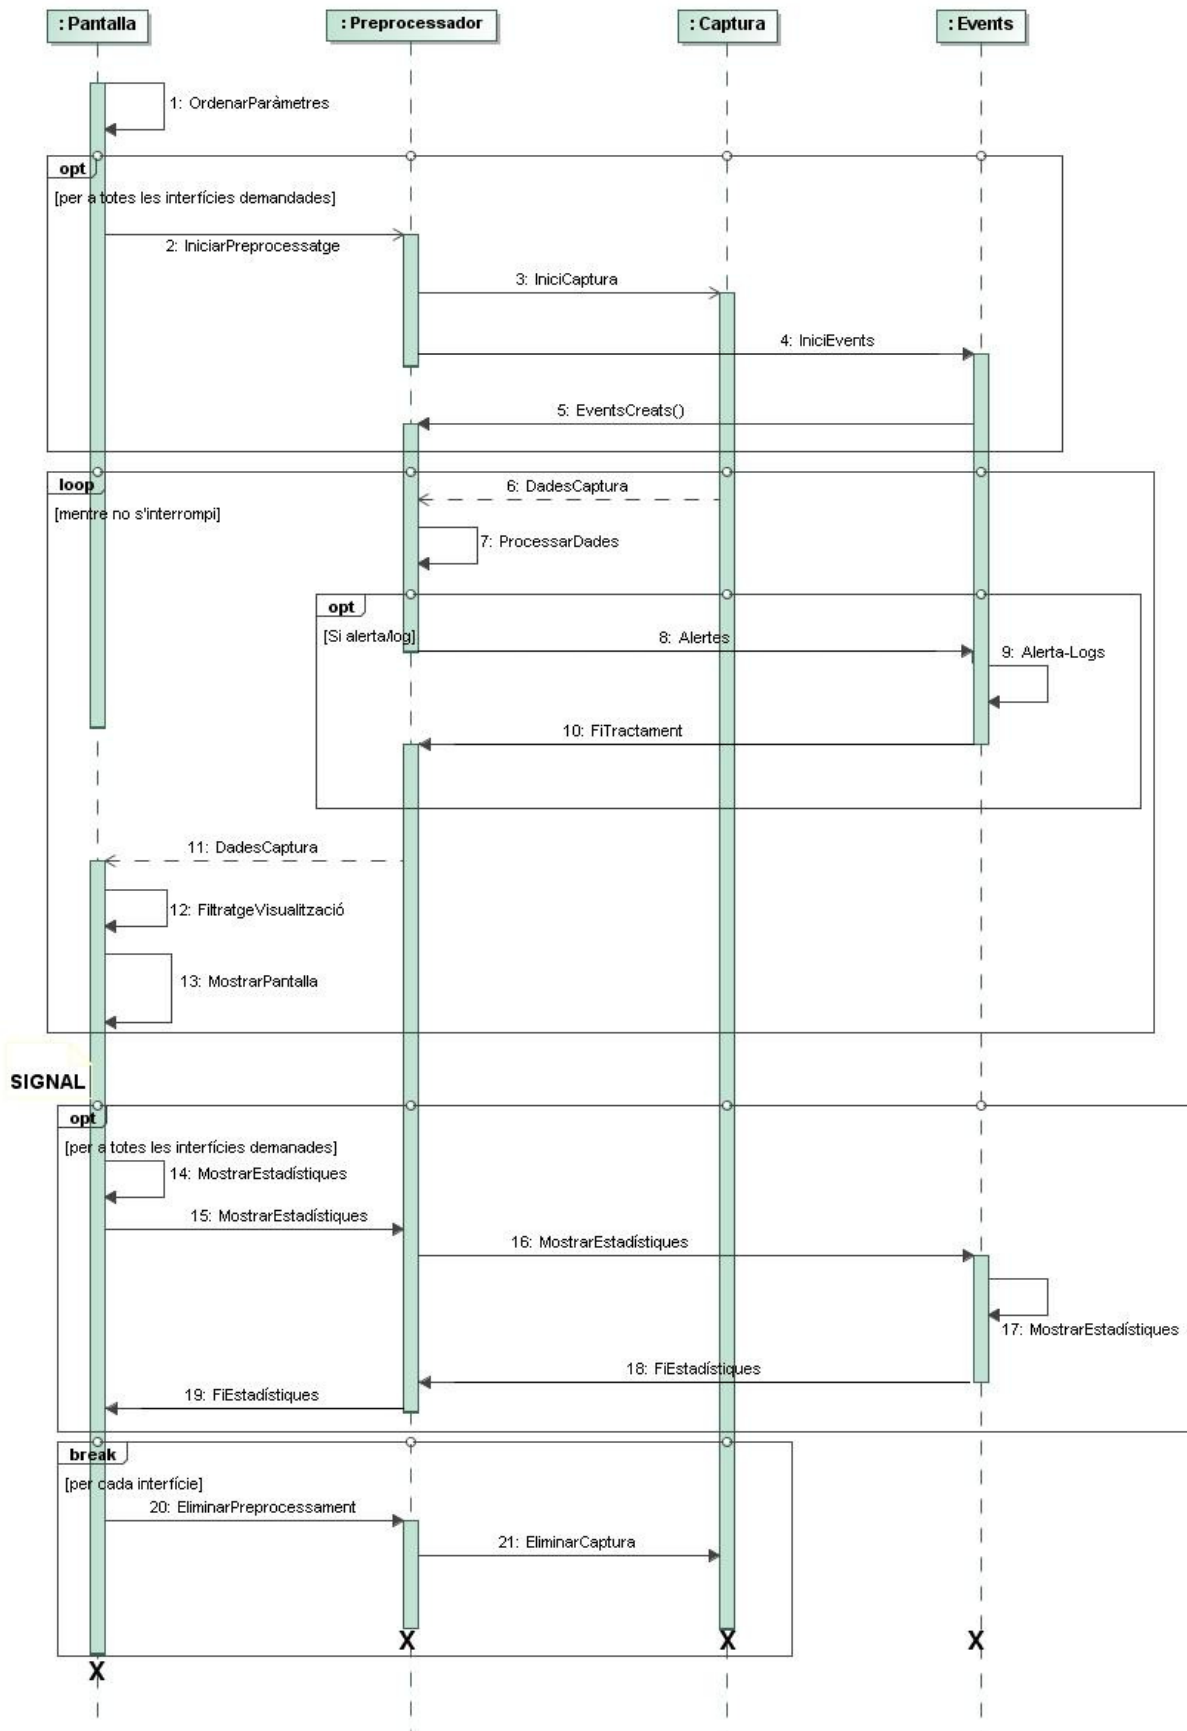 : Pantalla
: Preprocessador
: Captura
: Events
1: OrdenarParàmetres
opt
[per a totes les interfícies demandades]
2: IniciarPreprocessatge
3: IniciCaptura
4: IniciEvents
5: EventsCreats()
loop
[mentre no s'interrompi]
6: DadesCaptura
7: ProcessarDades
opt
[Si alerta/log]
8: Alertes
9: Alerta-Logs
10: FiTractament
11: DadesCaptura
12: FiltratgeVisualització
13: MostrarPantalla
SIGNAL
opt
[per a totes les interfícies demanades]
14: MostrarEstadístiques
15: MostrarEstadístiques
16: MostrarEstadístiques
17: MostrarEstadístiques
18: FiEstadístiques
19: FiEstadístiques
break
[per cada interfície]
20: EliminarPreprocessament
21: EliminarCaptura
X
X
X
X